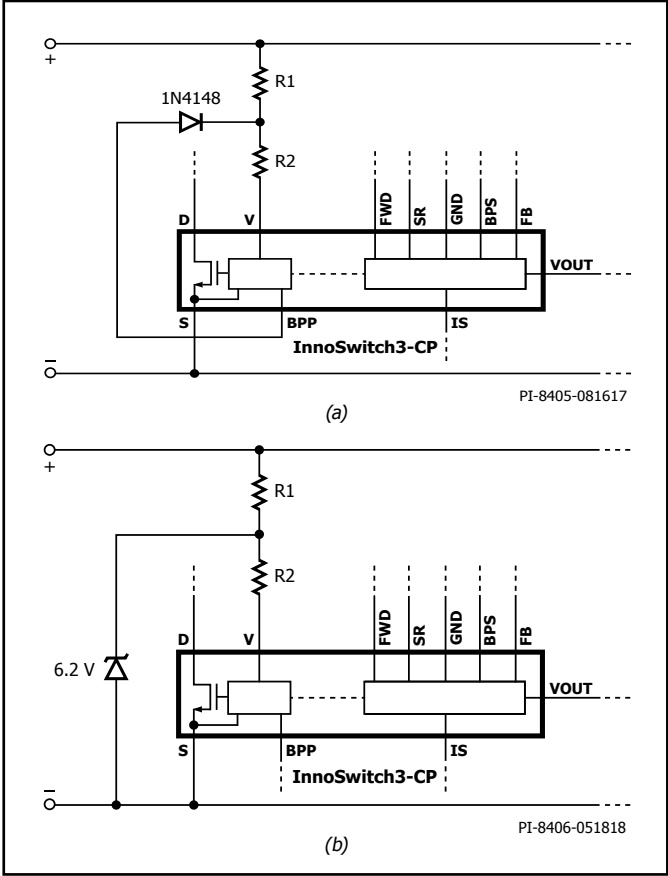 +
R1
1N4148
R2
D
V
FWD
SR
GND
BPS
FB
VOUT
S
BPP
IS
InnoSwitch3-CP
–
PI-8405-081617
(a)
+
R1
R2
6.2 V
D
V
FWD
SR
GND
BPS
FB
VOUT
S
BPP
IS
InnoSwitch3-CP
–
PI-8406-051818
(b)